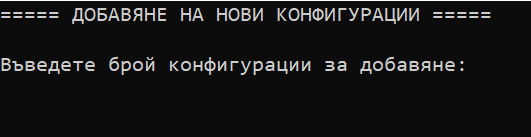 ===== ДОБАВЯНЕ НА НОВИ КОНФИГУРАЦИИ =====
Въведете брой конфигурации за добавяне: